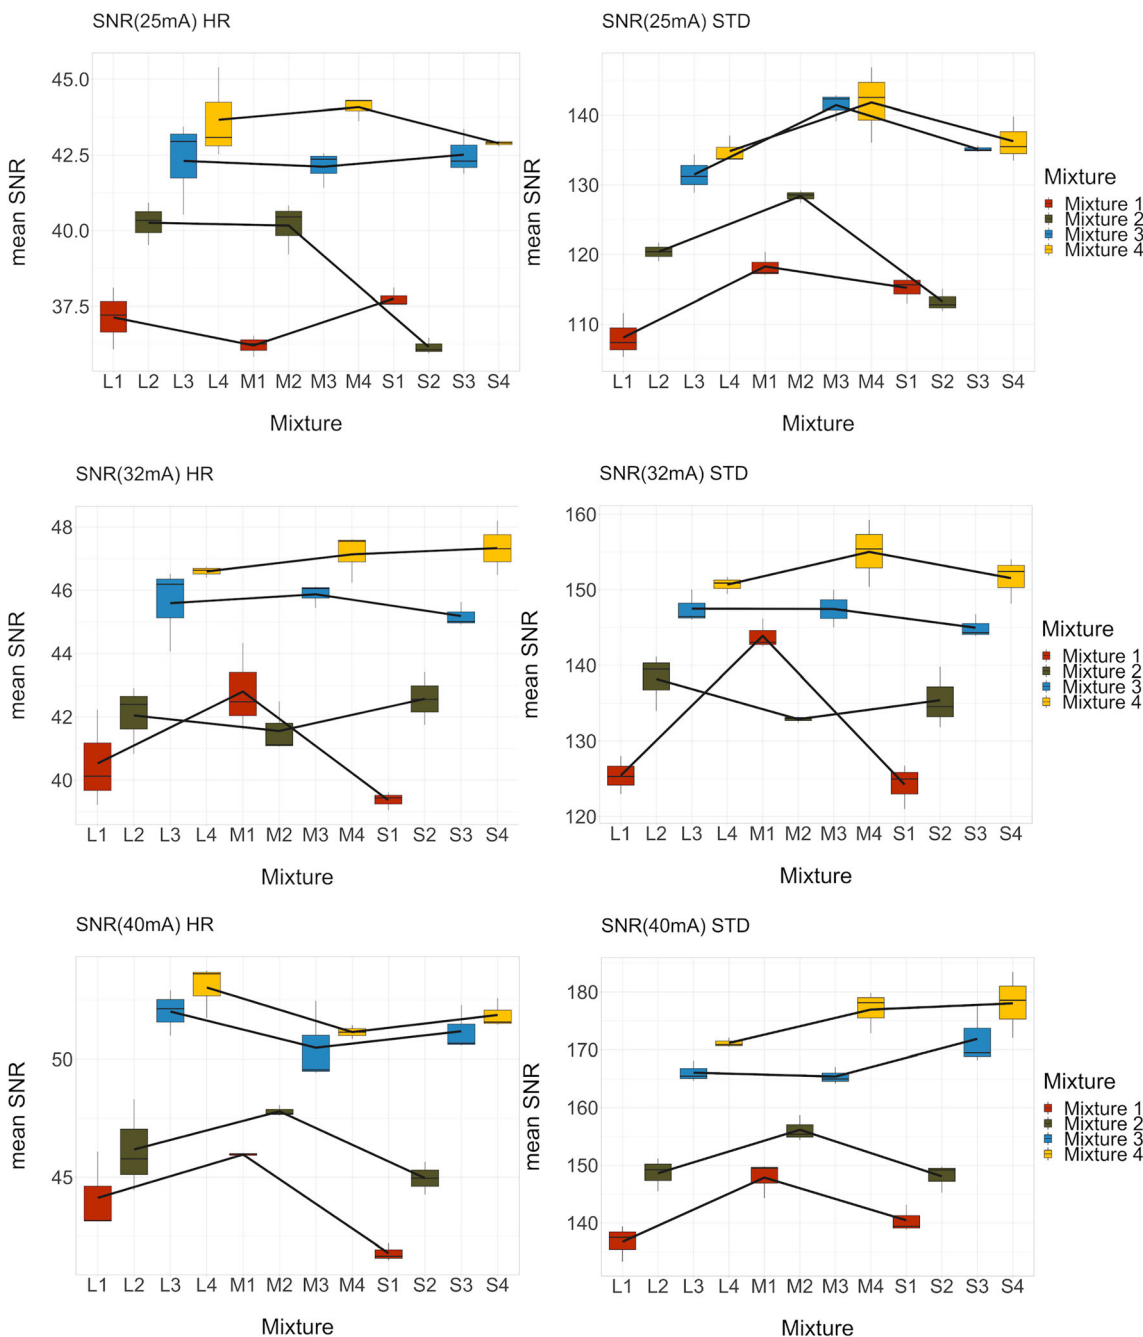 SNR(25mA) HR
mean SNR
45.0
42.5
40.0
37.5
L1 L2 L3 L4 M1 M2 M3 M4 S1 S2 S3 S4
Mixture
SNR(25mA) STD
mean SNR
140
130
120
110
L1 L2 L3 L4 M1 M2 M3 M4 S1 S2 S3 S4
Mixture
Mixture
Mixture 1
Mixture 2
Mixture 3
Mixture 4
SNR(32mA) HR
mean SNR
48
46
44
42
40
L1 L2 L3 L4 M1 M2 M3 M4 S1 S2 S3 S4
Mixture
SNR(32mA) STD
mean SNR
160
150
140
130
120
L1 L2 L3 L4 M1 M2 M3 M4 S1 S2 S3 S4
Mixture
Mixture
Mixture 1
Mixture 2
Mixture 3
Mixture 4
SNR(40mA) HR
mean SNR
50
45
L1 L2 L3 L4 M1 M2 M3 M4 S1 S2 S3 S4
Mixture
SNR(40mA) STD
mean SNR
180
170
160
150
140
L1 L2 L3 L4 M1 M2 M3 M4 S1 S2 S3 S4
Mixture
Mixture
Mixture 1
Mixture 2
Mixture 3
Mixture 4